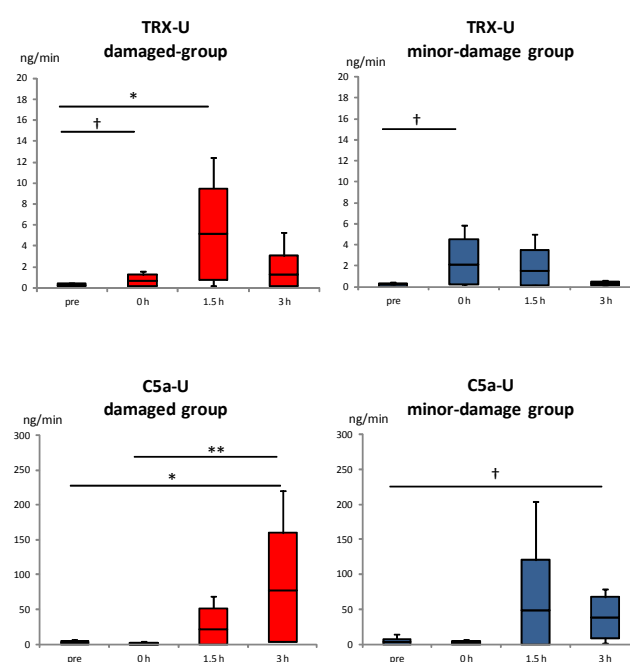 TRX-U
damaged-group
ng/min
20
18
16
14
12
10
8
6
4
2
0
*
†
pre 0 h 1.5 h 3 h
TRX-U
minor-damage group
ng/min
20
18
16
14
12
10
8
6
4
2
0
†
pre 0 h 1.5 h 3 h
C5a-U
damaged group
ng/min
300
250
200
150
100
50
0
**
*
pre 0 h 1.5 h 3 h
C5a-U
minor-damage group
ng/min
300
250
200
150
100
50
0
†
pre 0 h 1.5 h 3 h